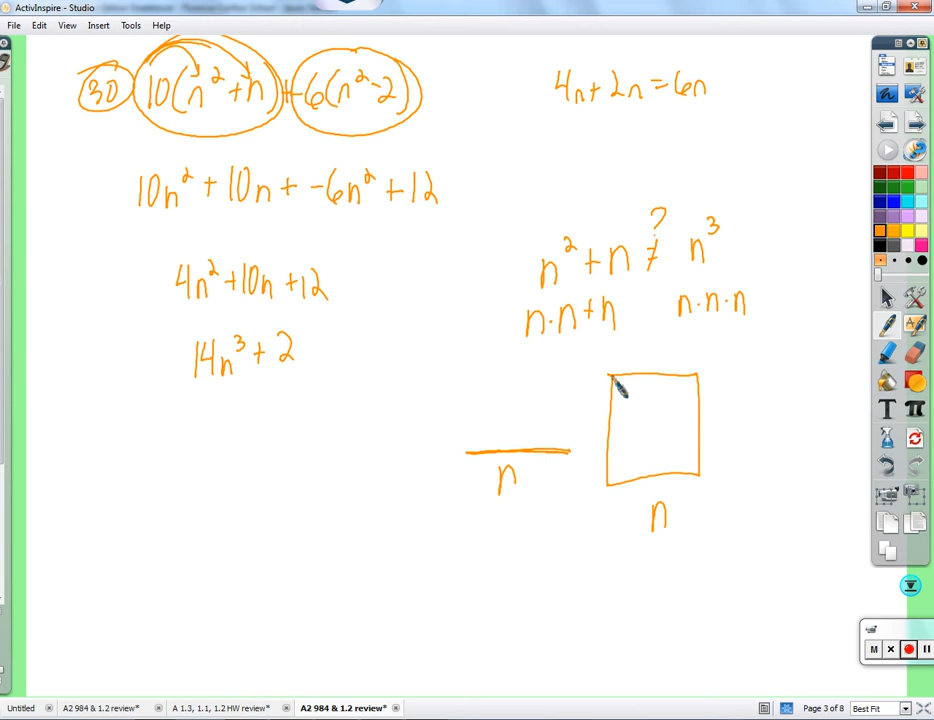 ActivInspire - Studio
File Edit View Insert Tools Help
30 10(n² + n) + -6(n² - 2)
4n + 2n = 6n
10n² + 10n + -6n² + 12
?
n² + n ≠ n³
n·n + n n·n·n
4n² + 10n + 12
14n³ + 2
n
n
M
Untitled A2 984 & 1.2 review* A 1.3, 1.1, 1.2 HW review* A2 984 & 1.2 review* Page 3 of 8 Best Fit